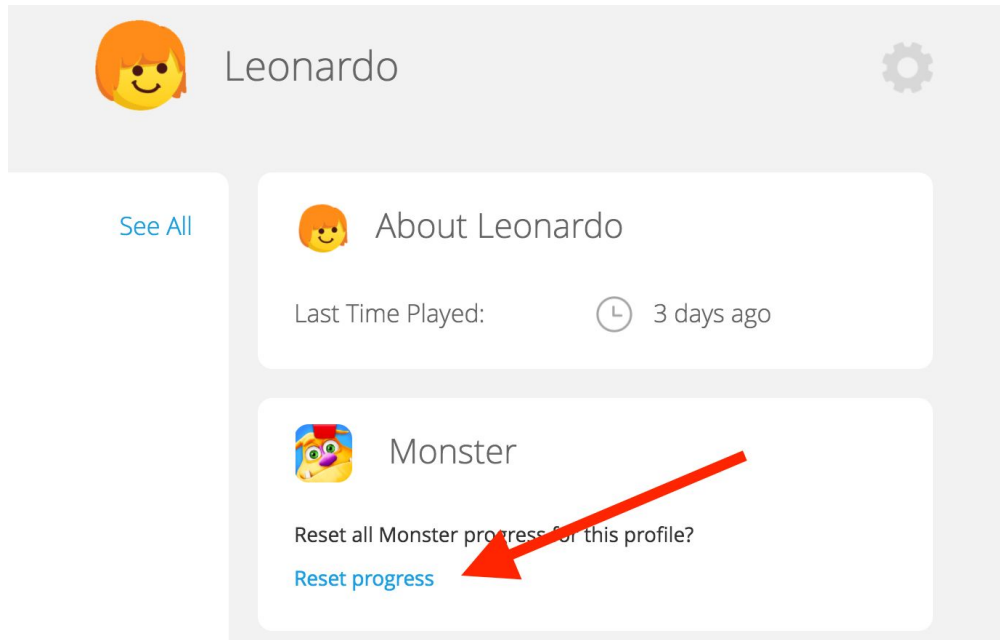 Leonardo
See All
About Leonardo
Last Time Played: 3 days ago
Monster
Reset all Monster progress for this profile?
Reset progress